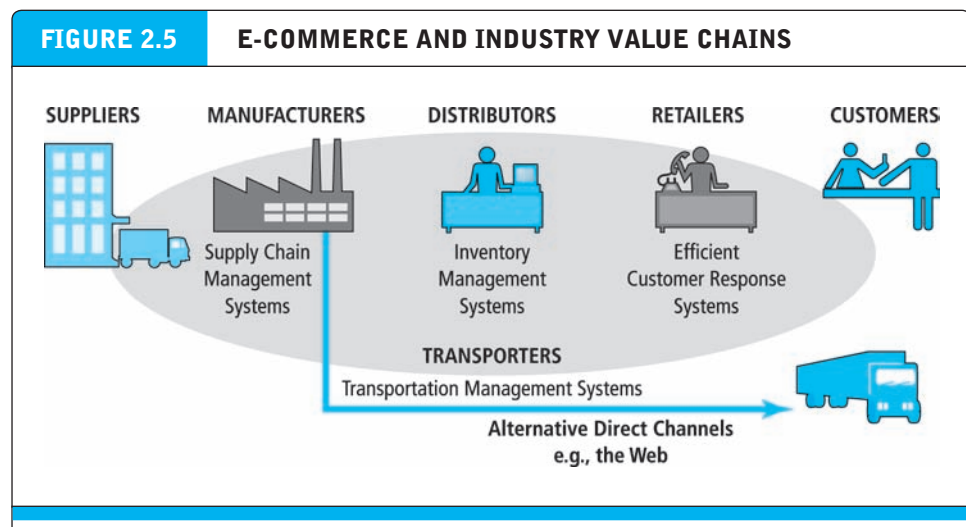 FIGURE 2.5 E-COMMERCE AND INDUSTRY VALUE CHAINS
SUPPLIERS MANUFACTURERS DISTRIBUTORS RETAILERS CUSTOMERS
Supply Chain
Management
Systems
Inventory
Management
Systems
Efficient
Customer Response
Systems
TRANSPORTERS
Transportation Management Systems
Alternative Direct Channels
e.g., the Web